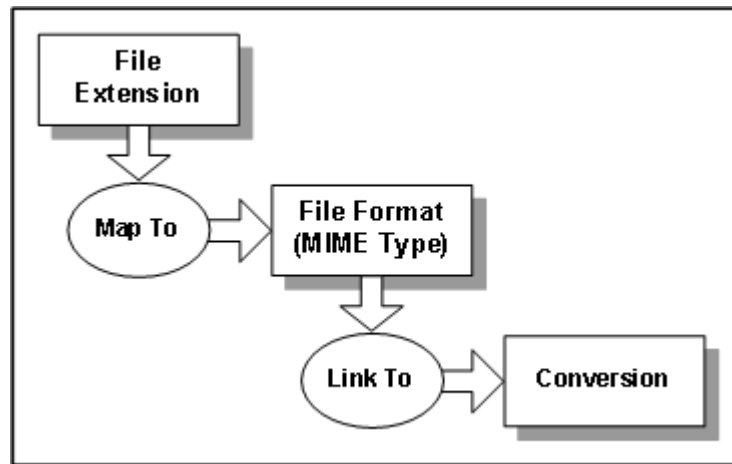 File
Extension
Map To
File Format
(MIME Type)
Link To
Conversion